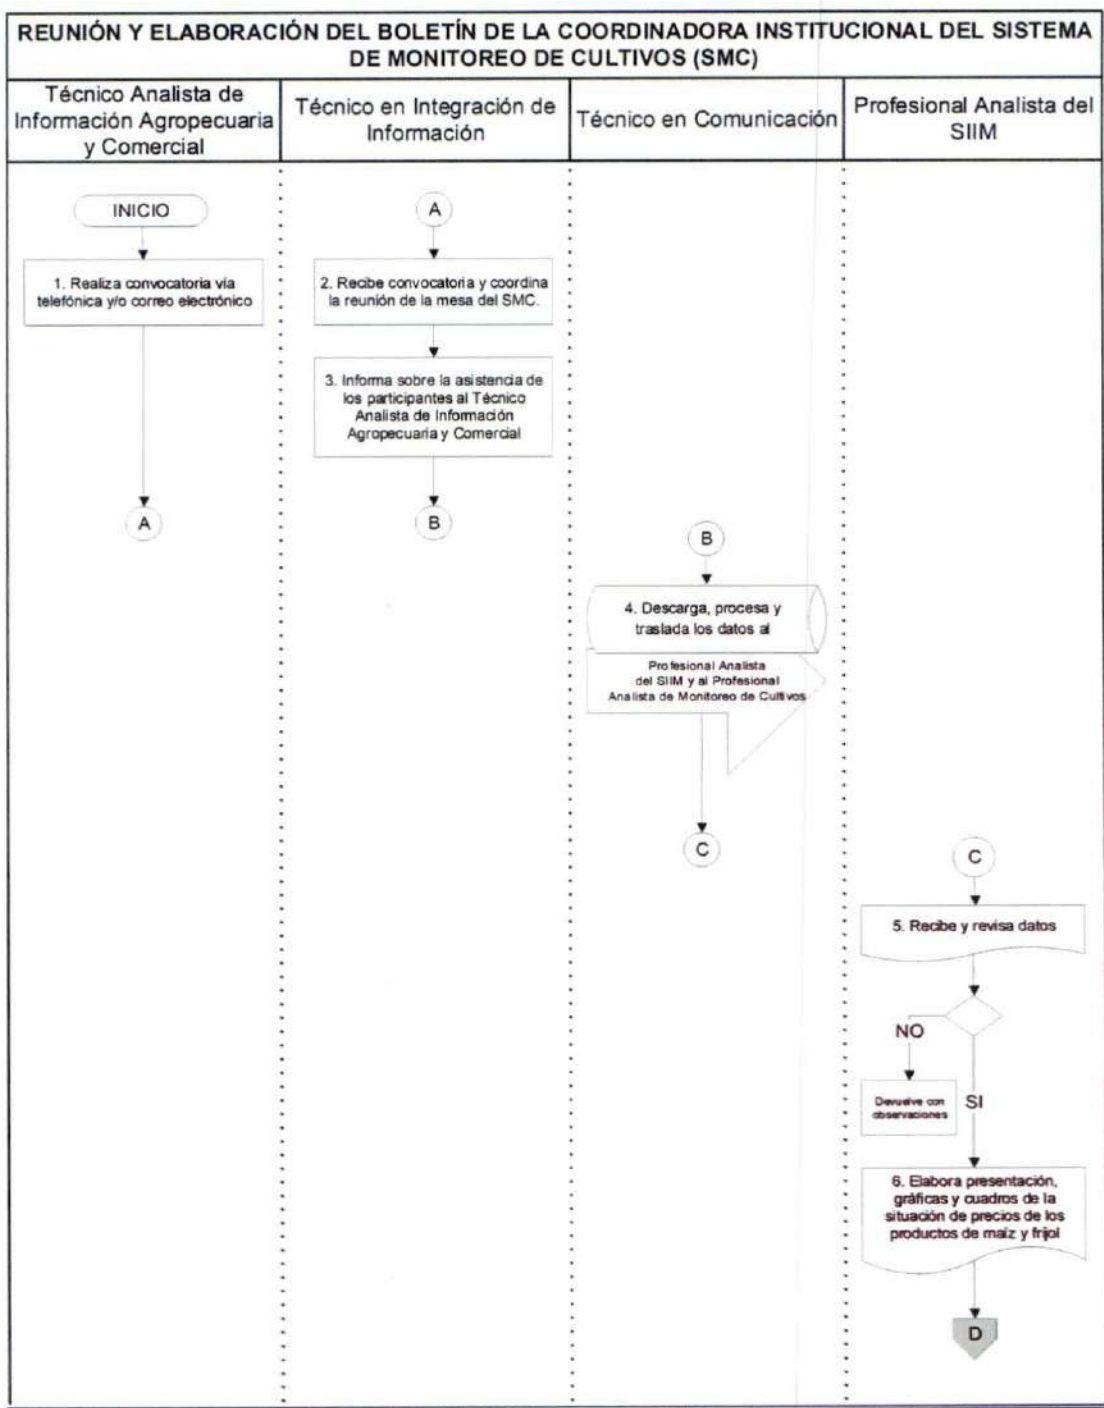 REUNIÓN Y ELABORACIÓN DEL BOLETÍN DE LA COORDINADORA INSTITUCIONAL DEL SISTEMA
DE MONITOREO DE CULTIVOS (SMC)
Técnico Analista de
Información Agropecuaria
y Comercial
Técnico en Integración de
Información
Técnico en Comunicación
Profesional Analista del
SIIM
INICIO
1. Realiza convocatoria vía
telefónica y/o correo electrónico
A
A
2. Recibe convocatoria y coordina
la reunión de la mesa del SMC.
3. Informa sobre la asistencia de
los participantes al Técnico
Analista de Información
Agropecuaria y Comercial
B
B
4. Descarga, procesa y
traslada los datos al
Profesional Analista
del SIIM y al Profesional
Analista de Monitoreo de Cultivos
C
C
5. Recibe y revisa datos
NO
Devuelve con
observaciones
SI
6. Elabora presentación,
gráficas y cuadros de la
situación de precios de los
productos de maíz y frijol
D